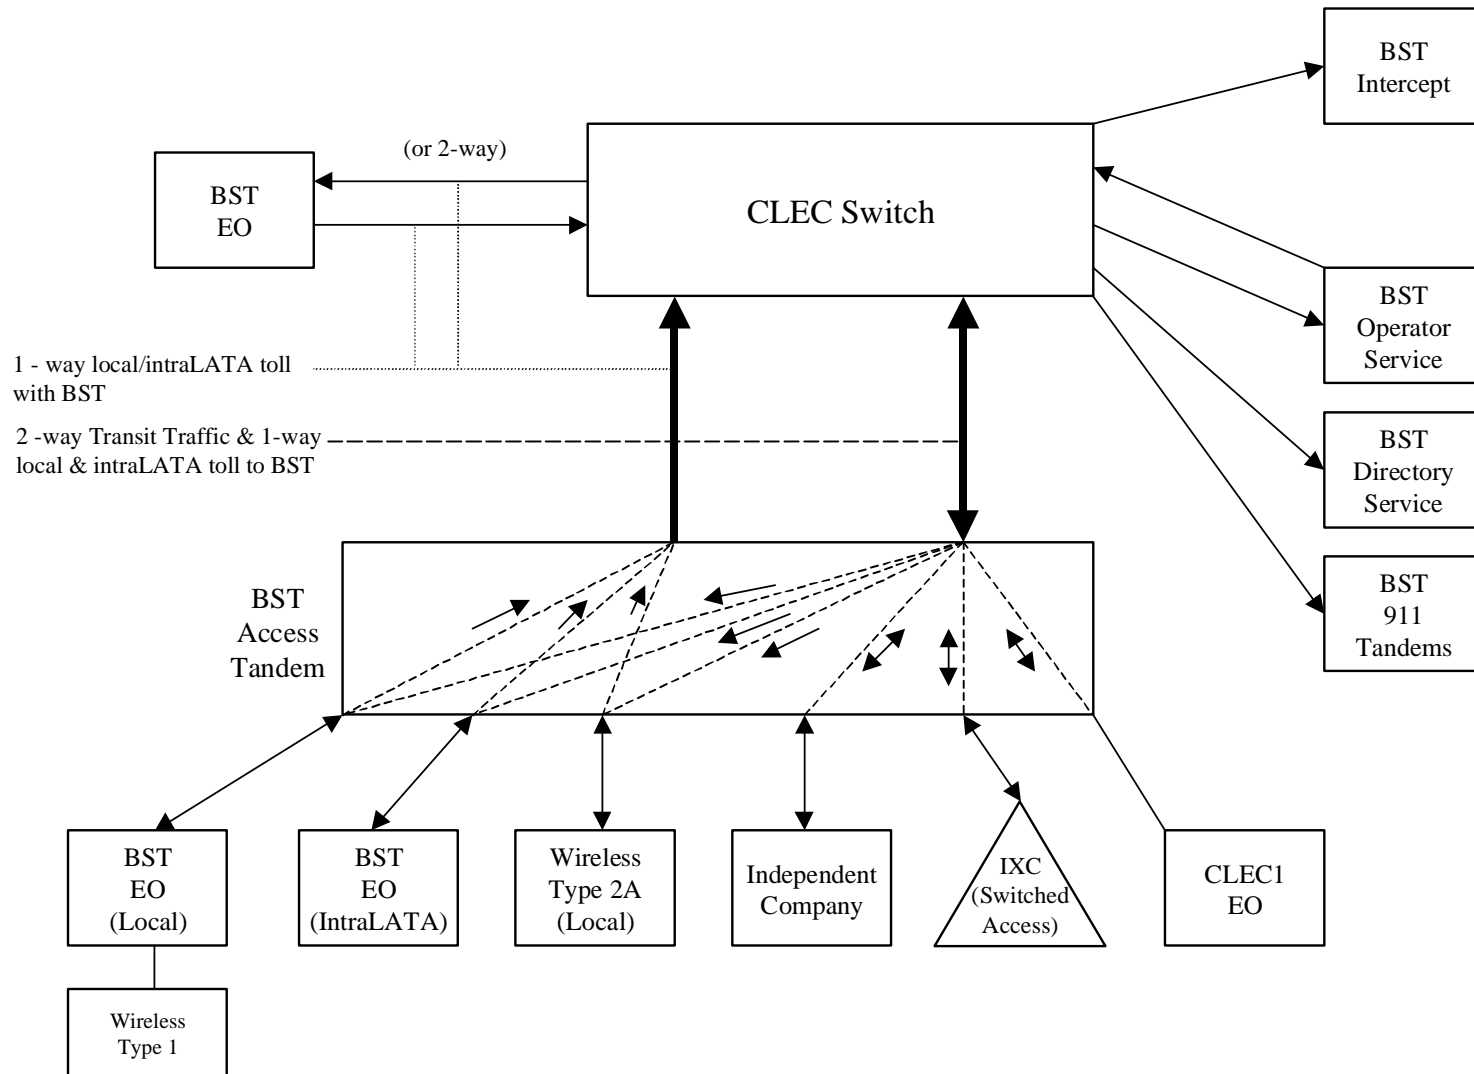 BST
Intercept
(or 2-way)
BST
EO
CLEC Switch
BST
Operator
Service
1 - way local/intraLATA toll
with BST
2 -way Transit Traffic & 1-way
local & intraLATA toll to BST
BST
Directory
Service
BST
Access
Tandem
BST
911
Tandems
BST
EO
(Local)
BST
EO
(IntraLATA)
Wireless
Type 2A
(Local)
Independent
Company
IXC
(Switched
Access)
CLEC1
EO
Wireless
Type 1